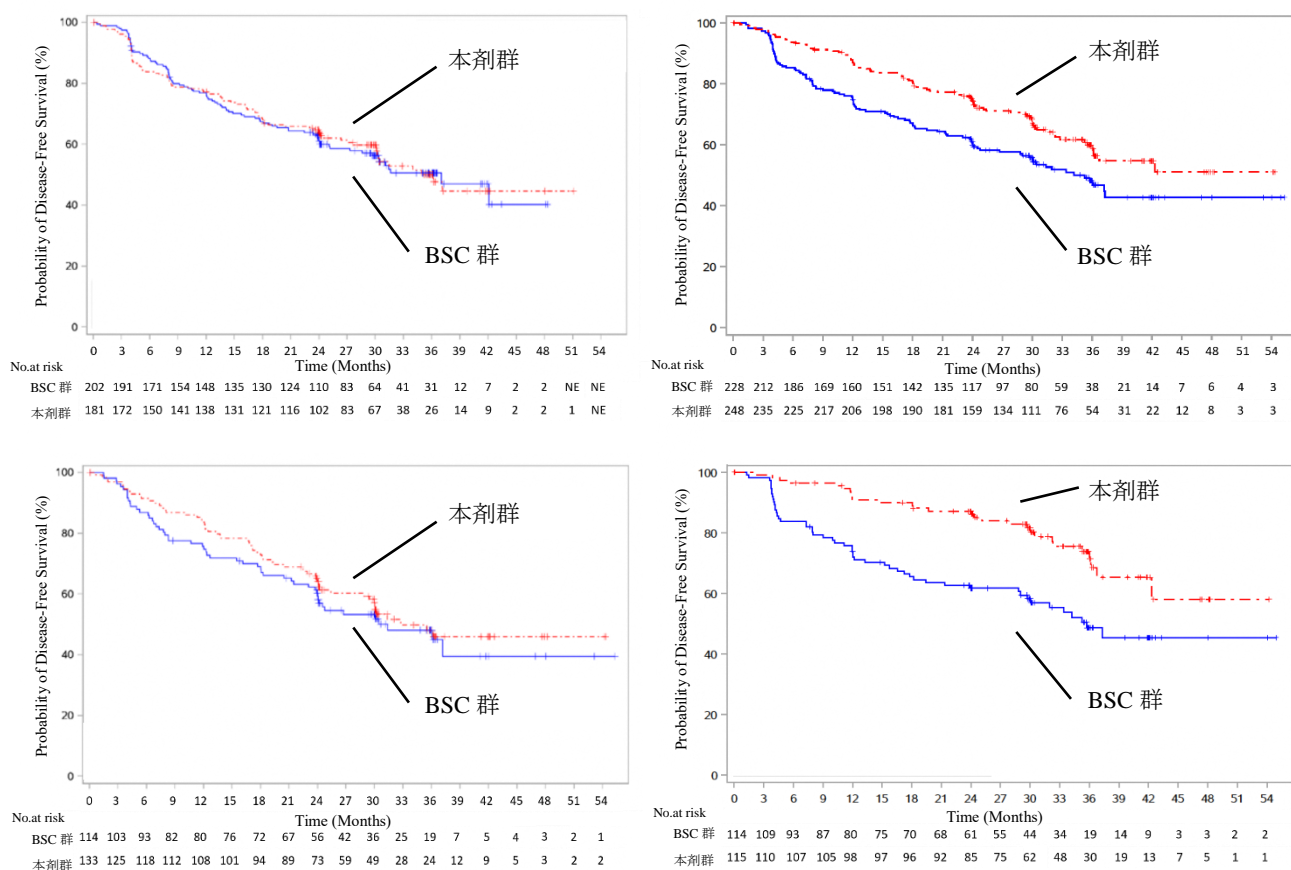 Probability of Disease-Free Survival (%)
100
80
60
40
20
0
本剤群
BSC 群
0 3 6 9 12 15 18 21 24 27 30 33 36 39 42 45 48 51 54
Time (Months)
No.at risk
BSC 群 202 191 171 154 148 135 130 124 110 83 64 41 31 12 7 2 2 NE NE
本剤群 181 172 150 141 138 131 121 116 102 83 67 38 26 14 9 2 2 1 NE
Probability of Disease-Free Survival (%)
100
80
60
40
20
0
本剤群
BSC 群
0 3 6 9 12 15 18 21 24 27 30 33 36 39 42 45 48 51 54
Time (Months)
No.at risk
BSC 群 228 212 186 169 160 151 142 135 117 97 80 59 38 21 14 7 6 4 3
本剤群 248 235 225 217 206 198 190 181 159 134 111 76 54 31 22 12 8 3 3
Probability of Disease-Free Survival (%)
100
80
60
40
20
0
本剤群
BSC 群
0 3 6 9 12 15 18 21 24 27 30 33 36 39 42 45 48 51 54
Time (Months)
No.at risk
BSC 群 114 103 93 82 80 76 72 67 56 42 36 25 19 7 5 4 3 2 1
本剤群 133 125 118 112 108 101 94 89 73 59 49 28 24 12 9 5 3 2 2
Probability of Disease-Free Survival (%)
100
80
60
40
20
0
本剤群
BSC 群
0 3 6 9 12 15 18 21 24 26 30 33 36 39 42 45 48 51 54
Time (Months)
No.at risk
BSC 群 114 109 93 87 80 75 70 68 61 55 44 34 19 14 9 3 3 2 2
本剤群 115 110 107 105 98 97 96 92 85 75 62 48 30 19 13 7 5 1 1